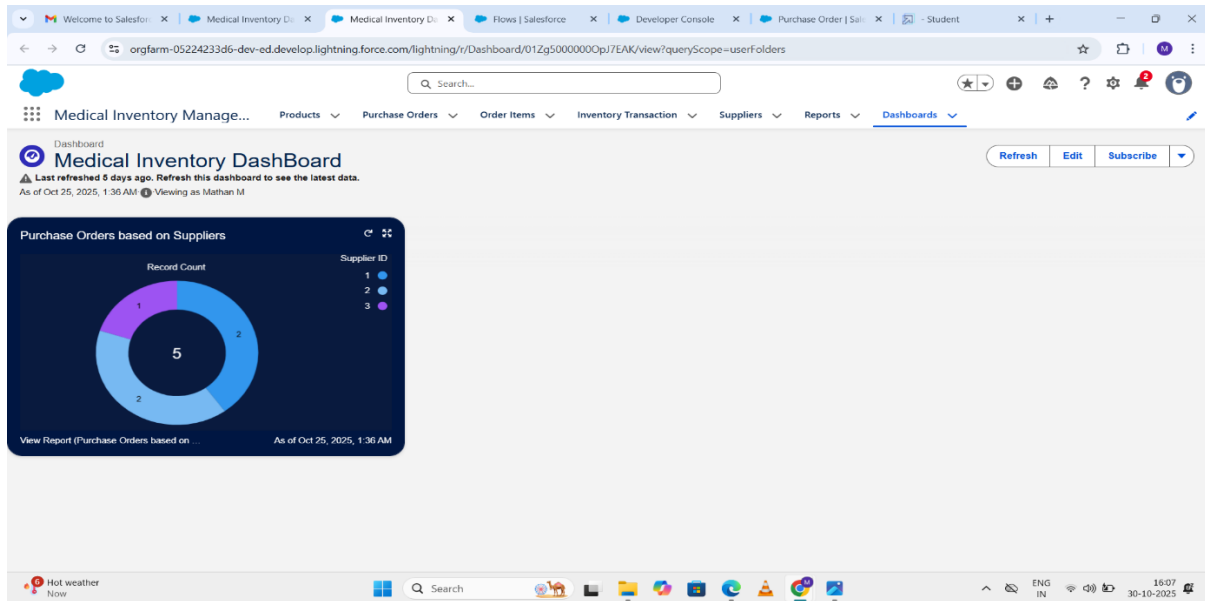 Welcome to Salesforc
Medical Inventory Da
Medical Inventory Da
Flows | Salesforce
Developer Console
Purchase Order | Sale
- Student
orgfarm-05224233d6-dev-ed.develop.lightning.force.com/lightning/r/Dashboard/01Zg5000000OpJ7EAK/view?queryScope=userFolders
M
Search...
2
Medical Inventory Manage...
Products
Purchase Orders
Order Items
Inventory Transaction
Suppliers
Reports
Dashboards
Dashboard
Medical Inventory DashBoard
Last refreshed 5 days ago. Refresh this dashboard to see the latest data.
As of Oct 25, 2025, 1:36 AM Viewing as Mathan M
Refresh
Edit
Subscribe
Purchase Orders based on Suppliers
Record Count
Supplier ID
1
2
3
1
2
5
2
View Report (Purchase Orders based on ...
As of Oct 25, 2025, 1:36 AM
6
Hot weather
Now
Search
M
ENG
IN
16:07
30-10-2025